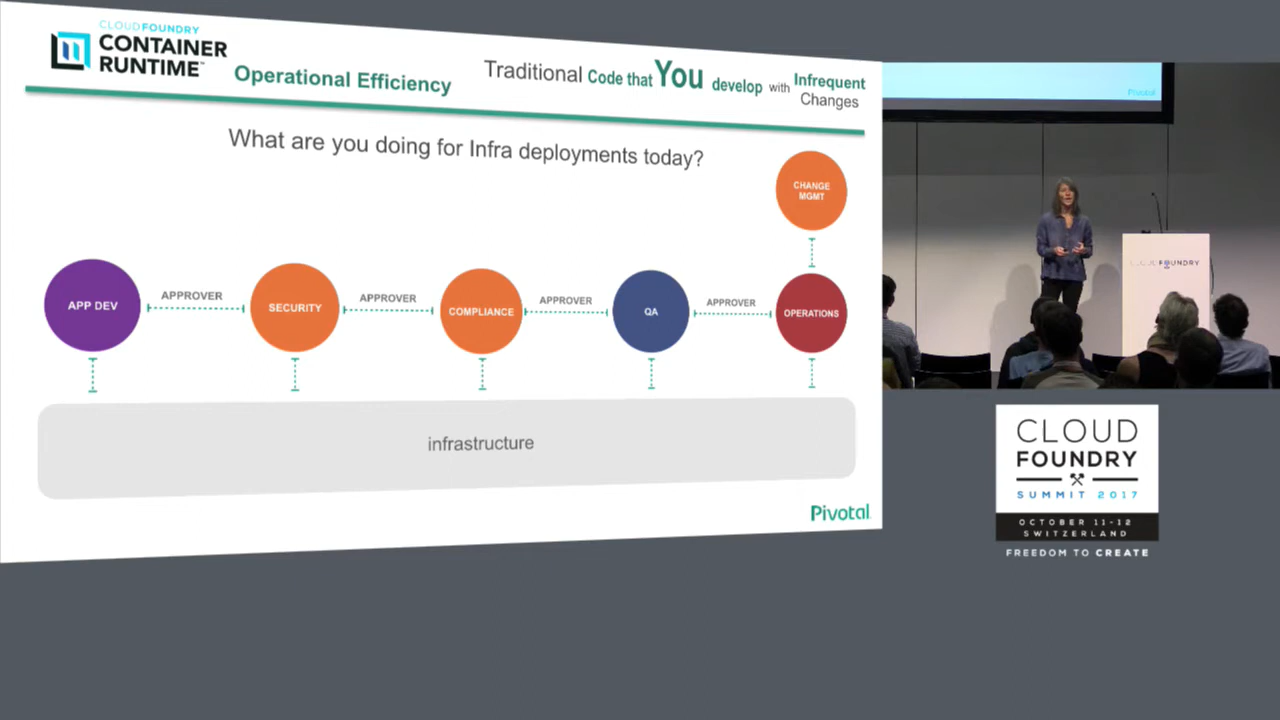 CLOUDFOUNDRY
CONTAINER
RUNTIME™
Operational Efficiency
Traditional Code that You develop with Infrequent
Changes
What are you doing for Infra deployments today?
CHANGE
MGMT
APP DEV
APPROVER
SECURITY
APPROVER
COMPLIANCE
APPROVER
QA
APPROVER
OPERATIONS
infrastructure
Pivotal
Pivotal
CLOUD FOUNDRY
CLOUD
FOUNDRY
SUMMIT 2017
OCTOBER 11-12
SWITZERLAND
FREEDOM TO CREATE